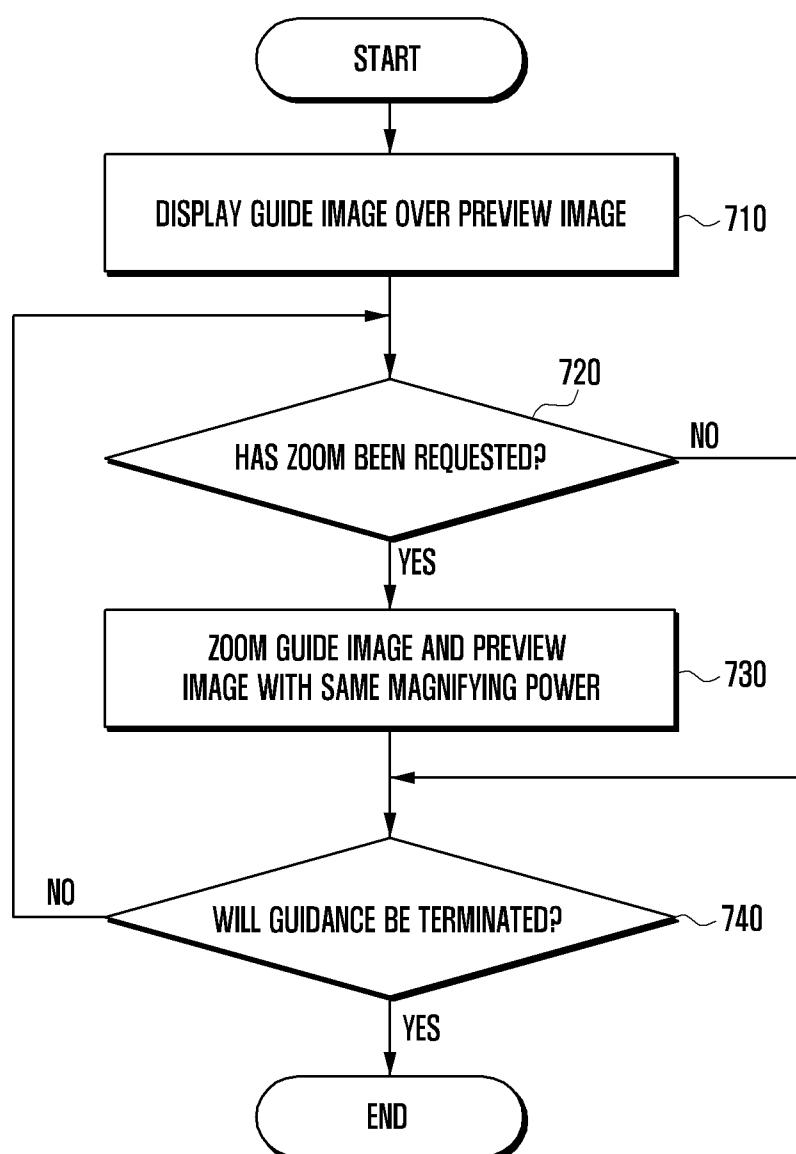 START
DISPLAY GUIDE IMAGE OVER PREVIEW IMAGE
710
720
HAS ZOOM BEEN REQUESTED?
NO
YES
ZOOM GUIDE IMAGE AND PREVIEW
IMAGE WITH SAME MAGNIFYING POWER
730
NO
WILL GUIDANCE BE TERMINATED?
740
YES
END